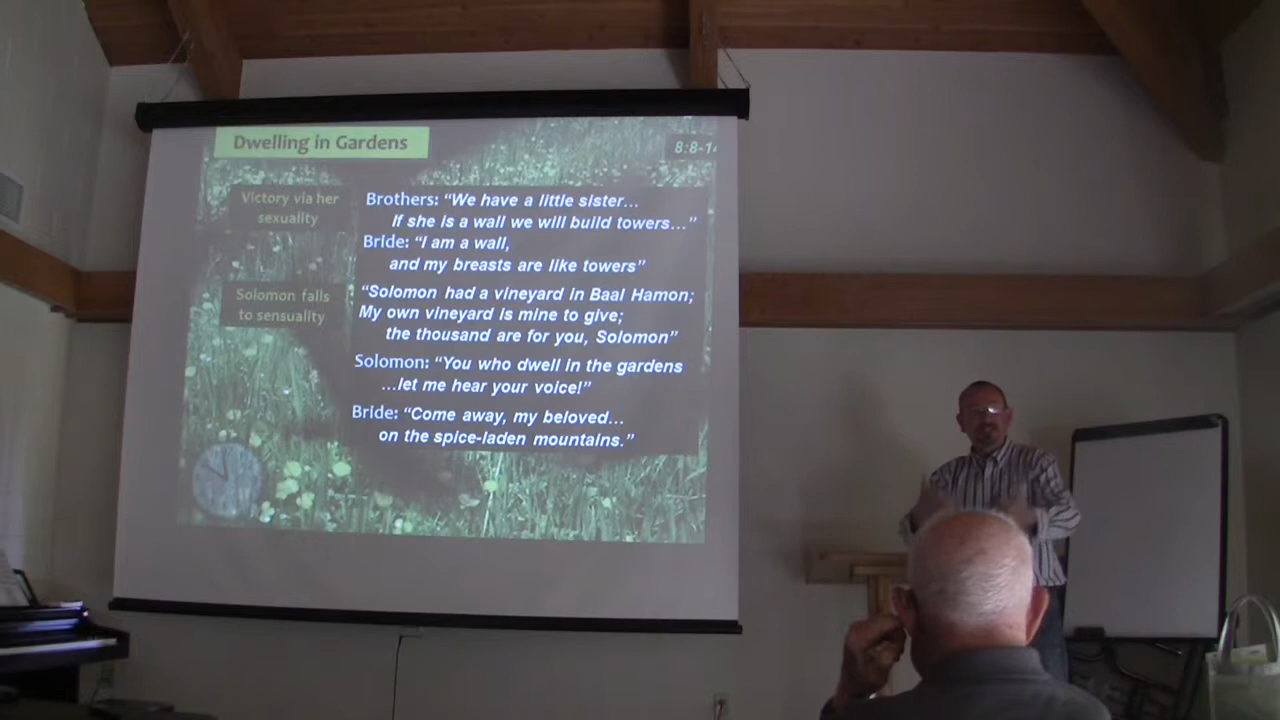 Dwelling in Gardens
8:8-14
Victory via her
sexuality
Brothers: “We have a little sister…
If she is a wall we will build towers…”
Bride: “I am a wall,
and my breasts are like towers”
Solomon falls
to sensuality
“Solomon had a vineyard in Baal Hamon;
My own vineyard is mine to give;
the thousand are for you, Solomon”
Solomon: “You who dwell in the gardens
…let me hear your voice!”
Bride: “Come away, my beloved…
on the spice-laden mountains.”